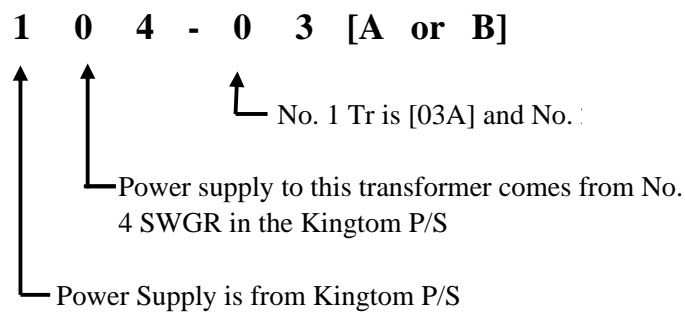 1 0 4 - 0 3 [A or B]
No. 1 Tr is [03A] and No.
Power supply to this transformer comes from No.
4 SWGR in the Kingtom P/S
Power Supply is from Kingtom P/S